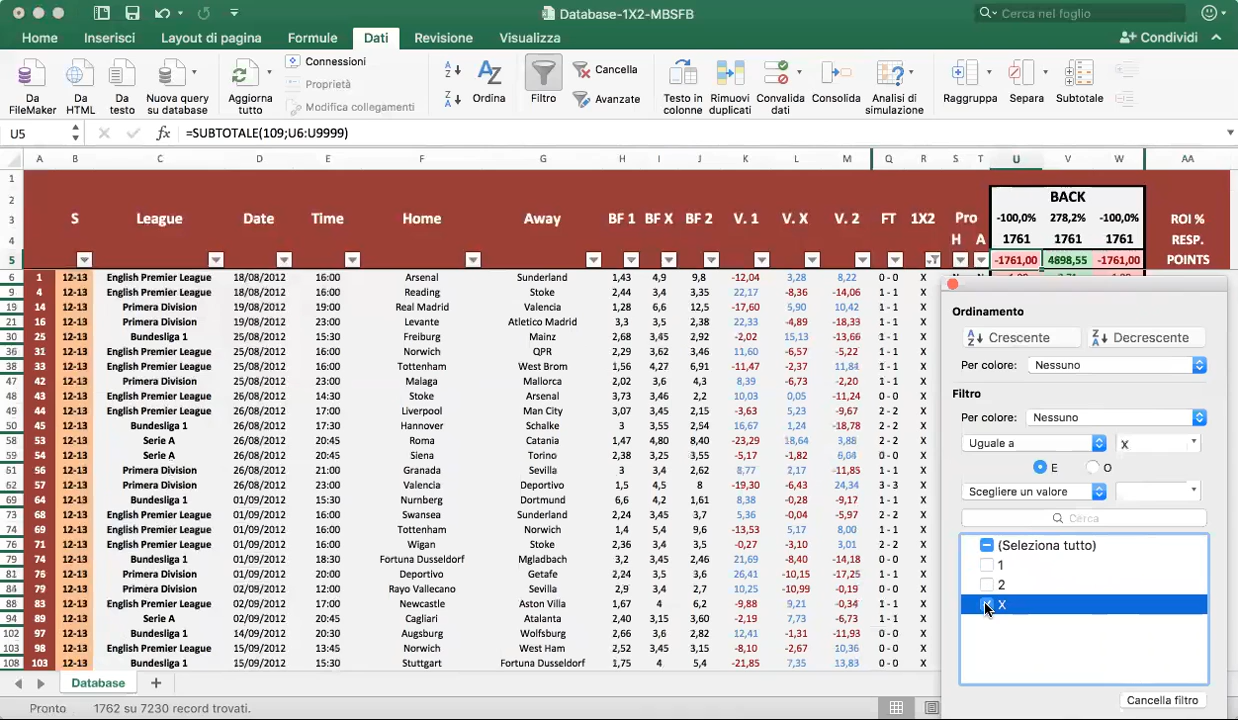 Database-1X2-MBSFB
Cerca nel foglio
Home Inserisci Layout di pagina Formule Dati Revisione Visualizza Condividi
Da FileMaker
Da HTML
Da testo
Nuova query su database
Aggiorna tutto
Connessioni
Proprietà
Modifica collegamenti
Ordina
Filtro
Cancella
Avanzate
Testo in colonne
Rimuovi duplicati
Convalida dati
Consolida
Analisi di simulazione
Raggruppa
Separa
Subtotale
U5 fx =SUBTOTALE(109;U6:U9999)
A B C D E F G H I J K L M Q R S T U V W AA
1
2 BACK
3 S League Date Time Home Away BF 1 BF X BF 2 V. 1 V. X V. 2 FT 1X2 Pro -100,0% 278,2% -100,0% ROI %
4 H A 1761 1761 1761 RESP.
5 -1761,00 4898,55 -1761,00 POINTS
6 1 12-13 English Premier League 18/08/2012 16:00 Arsenal Sunderland 1,43 4,9 9,8 -12,04 3,28 8,22 0 - 0 X
9 4 12-13 English Premier League 18/08/2012 16:00 Reading Stoke 2,44 3,4 3,35 22,17 -8,36 -14,06 1 - 1 X
19 14 12-13 Primera Division 19/08/2012 19:00 Real Madrid Valencia 1,28 6,6 12,5 -17,60 5,90 10,42 1 - 1 X
21 16 12-13 Primera Division 19/08/2012 23:00 Levante Atletico Madrid 3,3 3,5 2,38 22,33 -4,89 -18,33 1 - 1 X
30 25 12-13 Bundesliga 1 25/08/2012 15:30 Freiburg Mainz 2,68 3,45 2,92 -2,02 15,13 -13,66 1 - 1 X
36 31 12-13 English Premier League 25/08/2012 16:00 Norwich QPR 2,29 3,62 3,46 11,60 -6,57 -5,22 1 - 1 X
38 33 12-13 English Premier League 25/08/2012 16:00 Tottenham West Brom 1,56 4,27 6,91 -11,47 -2,37 11,84 1 - 1 X
47 42 12-13 Primera Division 25/08/2012 23:00 Malaga Mallorca 2,02 3,6 4,3 8,39 -6,73 -2,20 1 - 1 X
48 43 12-13 English Premier League 26/08/2012 14:30 Stoke Arsenal 3,73 3,46 2,2 10,03 0,05 -11,24 0 - 0 X
49 44 12-13 English Premier League 26/08/2012 17:00 Liverpool Man City 3,07 3,45 2,15 -3,63 5,23 -9,67 2 - 2 X
50 45 12-13 Bundesliga 1 26/08/2012 17:30 Hannover Schalke 3 3,55 2,54 16,67 1,24 -18,78 2 - 2 X
58 53 12-13 Serie A 26/08/2012 20:45 Roma Catania 1,47 4,80 8,40 -23,29 18,64 3,88 2 - 2 X
59 54 12-13 Serie A 26/08/2012 20:45 Siena Torino 2,38 3,25 3,55 -5,17 -1,82 6,04 0 - 0 X
61 56 12-13 Primera Division 26/08/2012 21:00 Granada Sevilla 3 3,4 2,62 8,77 2,17 -11,85 1 - 1 X
62 57 12-13 Primera Division 26/08/2012 23:00 Valencia Deportivo 1,5 4,5 8 -19,30 -6,43 24,34 3 - 3 X
69 64 12-13 Bundesliga 1 01/09/2012 15:30 Nurnberg Dortmund 6,6 4,2 1,61 8,38 -0,28 -9,17 1 - 1 X
73 68 12-13 English Premier League 01/09/2012 16:00 Swansea Sunderland 2,24 3,45 3,7 5,36 -0,03 -5,97 2 - 2 X
74 69 12-13 English Premier League 01/09/2012 16:00 Tottenham Norwich 1,4 5,4 9,6 -13,53 5,17 8,00 1 - 1 X
76 71 12-13 English Premier League 01/09/2012 16:00 Wigan Stoke 2,36 3,4 3,4 -0,27 -3,10 3,01 2 - 2 X
79 74 12-13 Bundesliga 1 01/09/2012 18:30 Fortuna Dusseldorf Mgladbach 2,24 3,45 3,6 21,69 -8,40 -14,18 0 - 0 X
81 76 12-13 Primera Division 01/09/2012 20:00 Deportivo Getafe 2,24 3,5 3,6 26,41 -10,15 -17,25 1 - 1 X
84 79 12-13 Primera Division 02/09/2012 12:00 Rayo Vallecano Sevilla 2,9 3,4 2,7 10,25 -10,99 -0,19 0 - 0 X
88 83 12-13 English Premier League 02/09/2012 17:00 Newcastle Aston Villa 1,67 4 6,2 -9,88 9,21 -0,34 1 - 1 X
94 89 12-13 Serie A 02/09/2012 20:45 Cagliari Atalanta 2,40 3,15 3,60 -2,19 7,73 -6,73 1 - 1 X
102 97 12-13 Bundesliga 1 14/09/2012 20:30 Augsburg Wolfsburg 2,66 3,6 2,82 12,41 -1,31 -11,93 0 - 0 X
103 98 12-13 English Premier League 15/09/2012 13:45 Norwich West Ham 2,52 3,45 3,15 -8,10 -2,67 10,36 0 - 0 X
108 103 12-13 Bundesliga 1 15/09/2012 15:30 Stuttgart Fortuna Dusseldorf 1,75 4 5,4 -21,85 7,35 13,83 0 - 0 X
Ordinamento
Crescente Decrescente
Per colore: Nessuno
Filtro
Per colore: Nessuno
Uguale a X
E O
Scegliere un valore
Cerca
(Seleziona tutto)
1
2
X
Cancella filtro
Database
Pronto 1762 su 7230 record trovati.